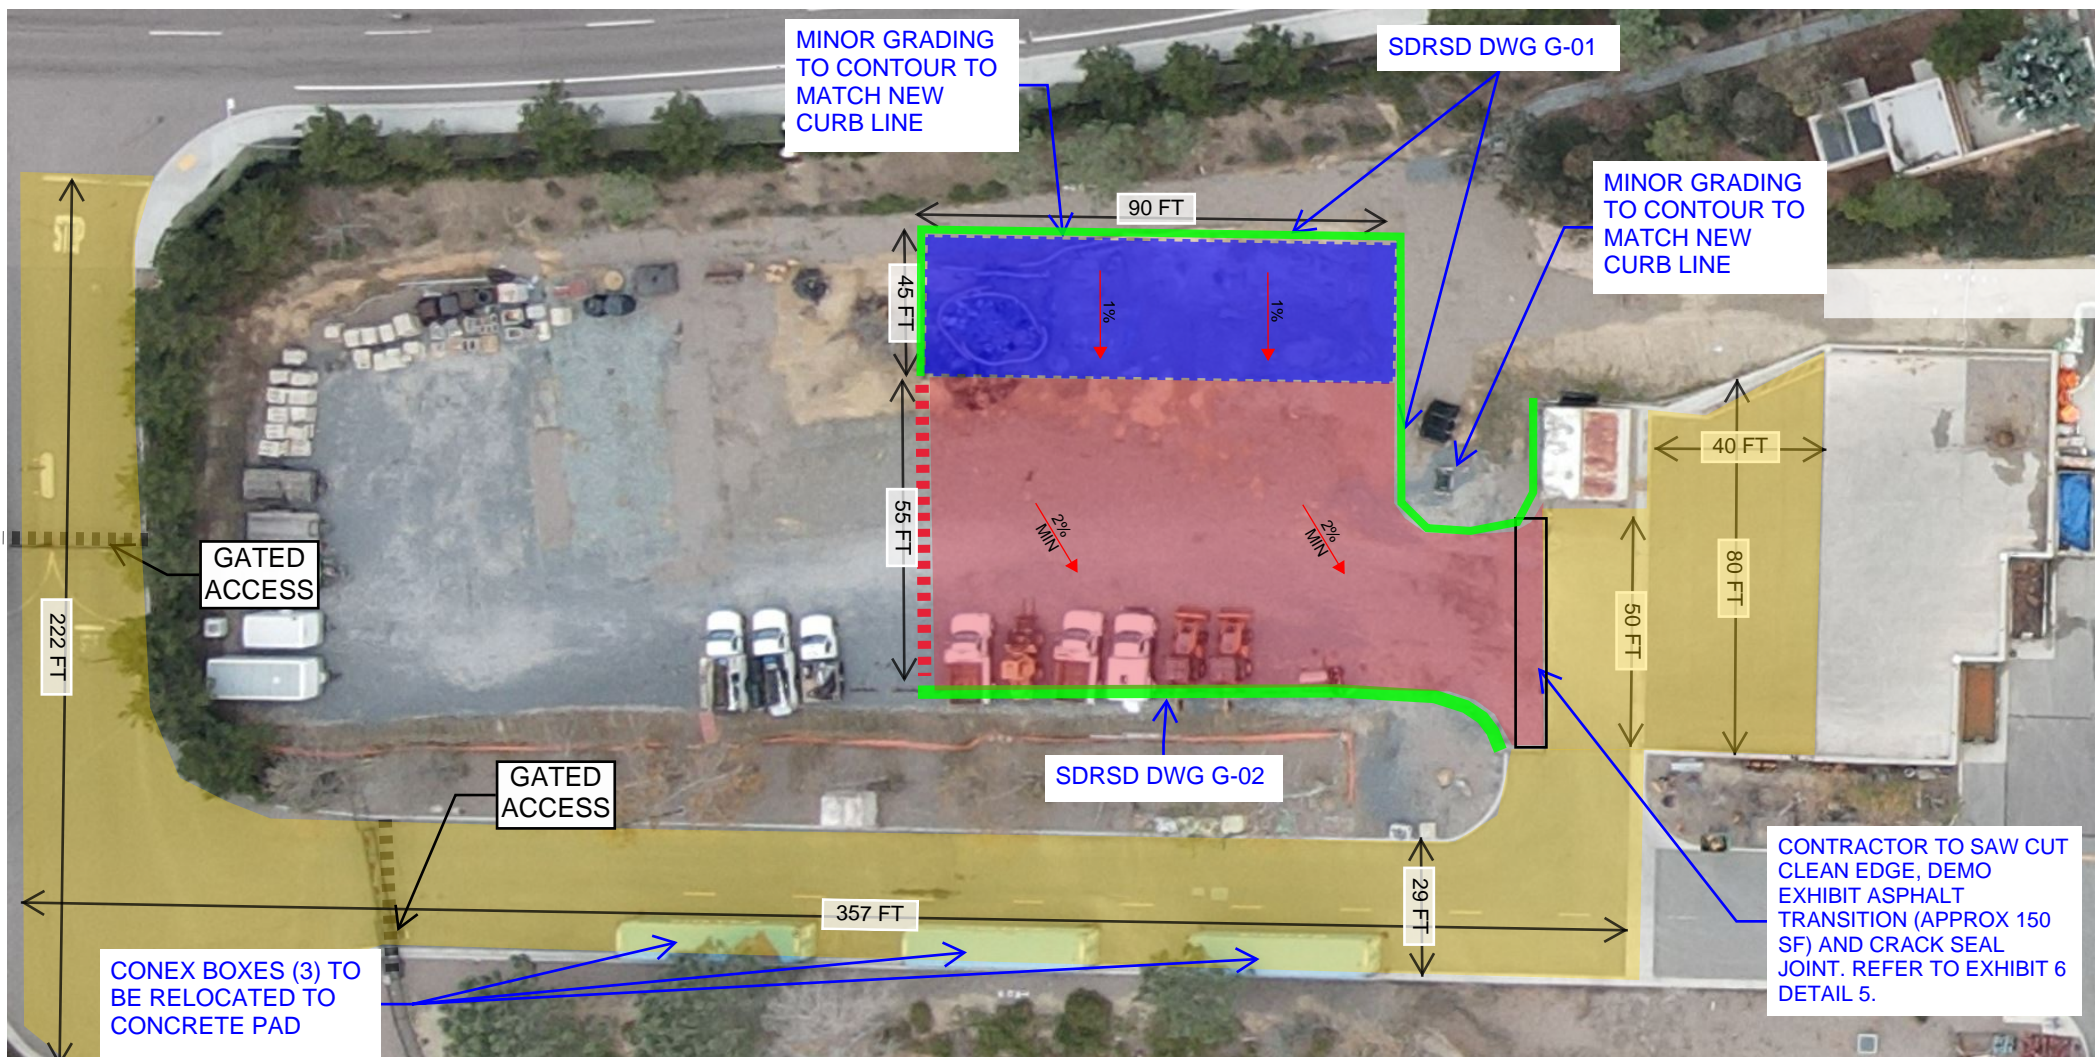 MINOR GRADING
TO CONTOUR TO
MATCH NEW
CURB LINE
SDRSD DWG G-01
MINOR GRADING
TO CONTOUR TO
MATCH NEW
CURB LINE
90 FT
45 FT
1%
1%
40 FT
55 FT
2%
MIN
2%
MIN
80 FT
50 FT
GATED
ACCESS
222 FT
SDRSD DWG G-02
GATED
ACCESS
29 FT
357 FT
CONTRACTOR TO SAW CUT
CLEAN EDGE, DEMO
EXHIBIT ASPHALT
TRANSITION (APPROX 150
SF) AND CRACK SEAL
JOINT. REFER TO EXHIBIT 6
DETAIL 5.
CONEX BOXES (3) TO
BE RELOCATED TO
CONCRETE PAD